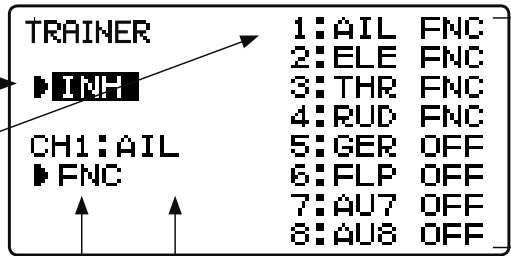 TRAINER
INH
CH1:AIL
FNC
1:AIL FNC
2:ELE FNC
3:THR FNC
4:RUD FNC
5:GER OFF
6:FLP OFF
7:AU7 OFF
8:AU8 OFF